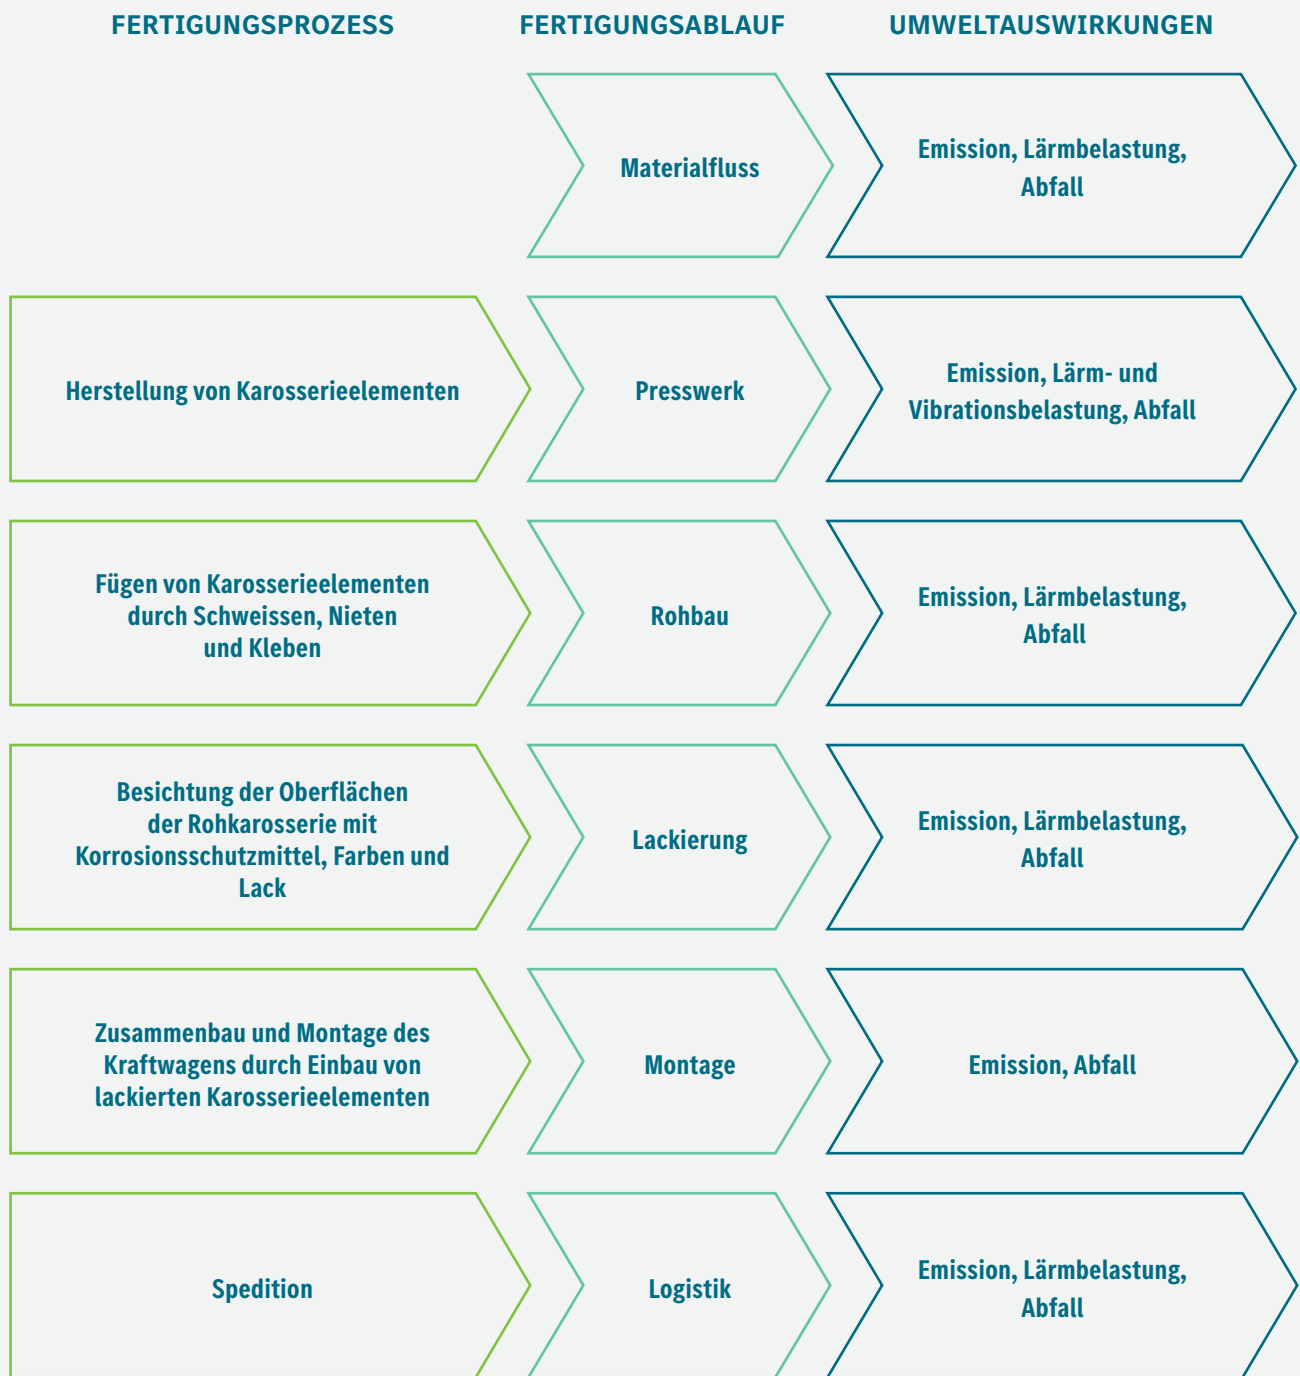 FERTIGUNGSPROZESS
FERTIGUNGSABLAUF
UMWELTAUSWIRKUNGEN
Materialfluss
Emission, Lärmbelastung,
Abfall
Herstellung von Karosserieelementen
Presswerk
Emission, Lärm- und
Vibrationsbelastung, Abfall
Fügen von Karosserieelementen
durch Schweissen, Nieten
und Kleben
Rohbau
Emission, Lärmbelastung,
Abfall
Besichtung der Oberflächen
der Rohkarosserie mit
Korrosionsschutzmittel, Farben und
Lack
Lackierung
Emission, Lärmbelastung,
Abfall
Zusammenbau und Montage des
Kraftwagens durch Einbau von
lackierten Karosserieelementen
Montage
Emission, Abfall
Spedition
Logistik
Emission, Lärmbelastung,
Abfall